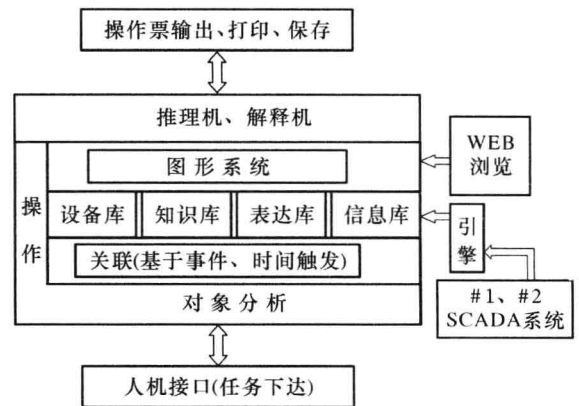 操作票输出、打印、保存
推理机、解释机
WEB
浏览
图形系统
操
作
设备库 知识库 表达库 信息库
引
擎
关联(基于事件、时间触发)
对象分析
#1、#2
SCADA系统
人机接口(任务下达)